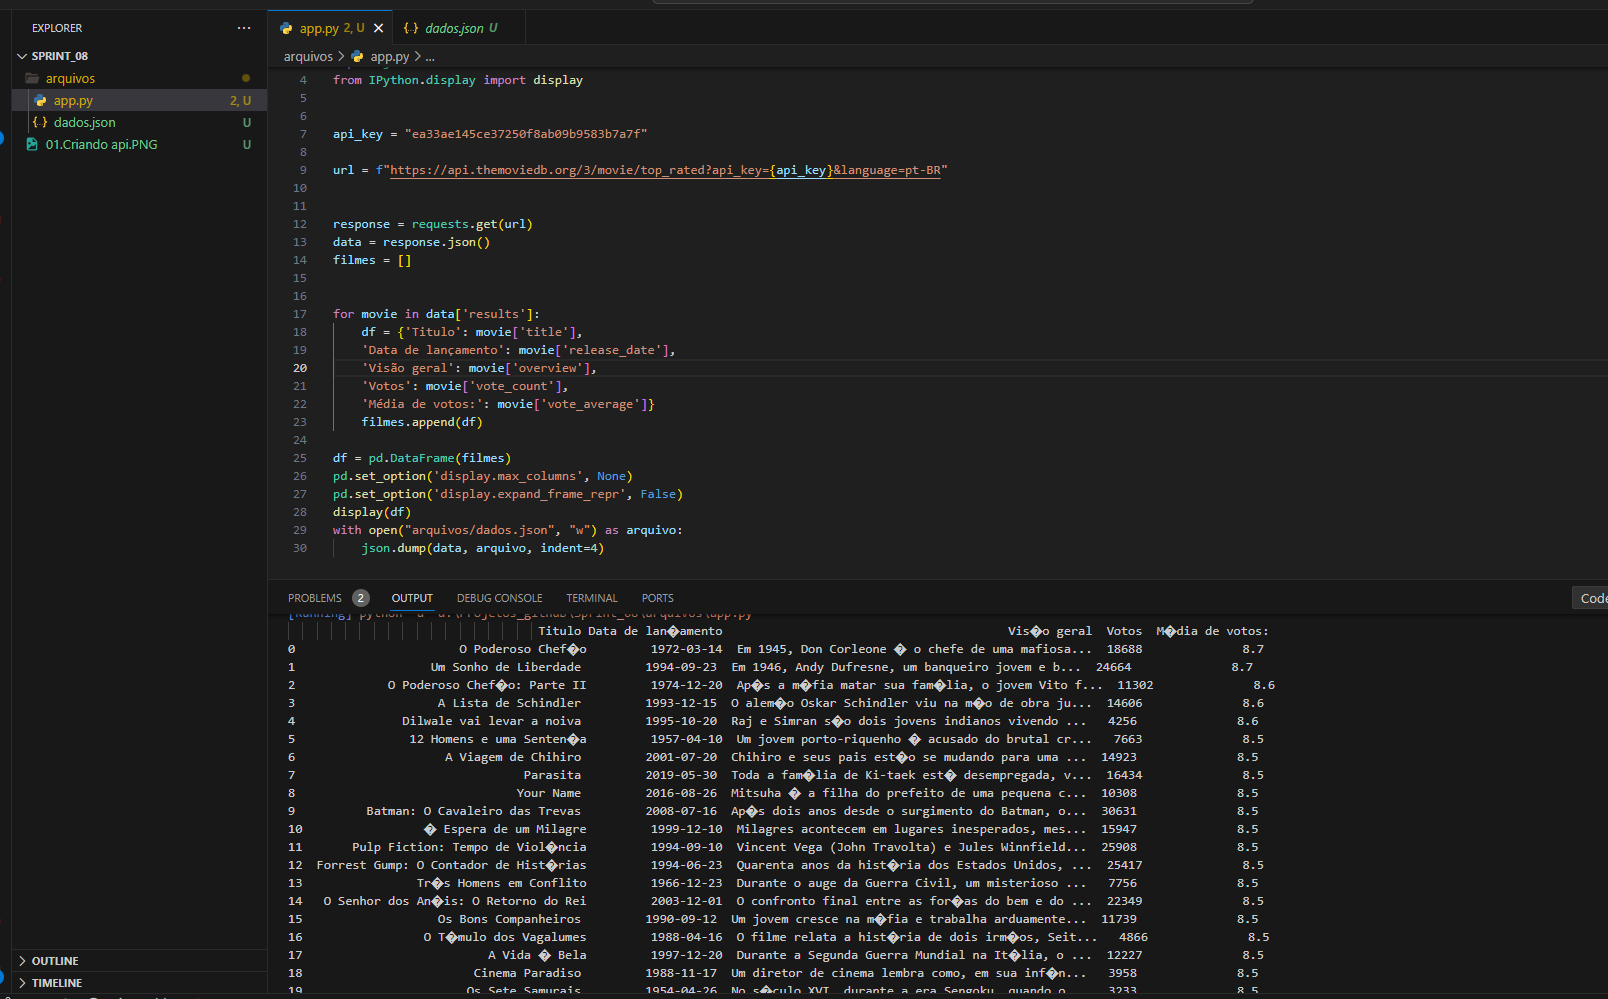 EXPLORER
SPRINT_08
arquivos
app.py 2, U
dados.json U
01.Criando api.PNG U
OUTLINE
TIMELINE
app.py 2, U
dados.json U
arquivos > app.py > ...
4 from IPython.display import display
5
6
7 api_key = "ea33ae145ce37250f8ab09b9583b7a7f"
8
9 url = f"https://api.themoviedb.org/3/movie/top_rated?api_key={api_key}&language=pt-BR"
10
11
12 response = requests.get(url)
13 data = response.json()
14 filmes = []
15
16
17 for movie in data['results']:
18 df = {'Titulo': movie['title'],
19 'Data de lançamento': movie['release_date'],
20 'Visão geral': movie['overview'],
21 'Votos': movie['vote_count'],
22 'Média de votos:': movie['vote_average']}
23 filmes.append(df)
24
25 df = pd.DataFrame(filmes)
26 pd.set_option('display.max_columns', None)
27 pd.set_option('display.expand_frame_repr', False)
28 display(df)
29 with open("arquivos/dados.json", "w") as arquivo:
30 json.dump(data, arquivo, indent=4)
PROBLEMS 2 OUTPUT DEBUG CONSOLE TERMINAL PORTS
Code
[Running] python
Titulo Data de lan�amento Vis�o geral Votos M�dia de votos:
0 O Poderoso Chef�o 1972-03-14 Em 1945, Don Corleone � o chefe de uma mafiosa... 18688 8.7
1 Um Sonho de Liberdade 1994-09-23 Em 1946, Andy Dufresne, um banqueiro jovem e b... 24664 8.7
2 O Poderoso Chef�o: Parte II 1974-12-20 Ap�s a m�fia matar sua fam�lia, o jovem Vito f... 11302 8.6
3 A Lista de Schindler 1993-12-15 O alem�o Oskar Schindler viu na m�o de obra ju... 14606 8.6
4 Dilwale vai levar a noiva 1995-10-20 Raj e Simran s�o dois jovens indianos vivendo ... 4256 8.6
5 12 Homens e uma Senten�a 1957-04-10 Um jovem porto-riquenho � acusado do brutal cr... 7663 8.5
6 A Viagem de Chihiro 2001-07-20 Chihiro e seus pais est�o se mudando para uma ... 14923 8.5
7 Parasita 2019-05-30 Toda a fam�lia de Ki-taek est� desempregada, v... 16434 8.5
8 Your Name 2016-08-26 Mitsuha � a filha do prefeito de uma pequena c... 10308 8.5
9 Batman: O Cavaleiro das Trevas 2008-07-16 Ap�s dois anos desde o surgimento do Batman, o... 30631 8.5
10 � Espera de um Milagre 1999-12-10 Milagres acontecem em lugares inesperados, mes... 15947 8.5
11 Pulp Fiction: Tempo de Viol�ncia 1994-09-10 Vincent Vega (John Travolta) e Jules Winnfield... 25908 8.5
12 Forrest Gump: O Contador de Hist�rias 1994-06-23 Quarenta anos da hist�ria dos Estados Unidos, ... 25417 8.5
13 Tr�s Homens em Conflito 1966-12-23 Durante o auge da Guerra Civil, um misterioso ... 7756 8.5
14 O Senhor dos An�is: O Retorno do Rei 2003-12-01 O confronto final entre as for�as do bem e do ... 22349 8.5
15 Os Bons Companheiros 1990-09-12 Um jovem cresce na m�fia e trabalha arduamente... 11739 8.5
16 O T�mulo dos Vagalumes 1988-04-16 O filme relata a hist�ria de dois irm�os, Seit... 4866 8.5
17 A Vida � Bela 1997-12-20 Durante a Segunda Guerra Mundial na It�lia, o ... 12227 8.5
18 Cinema Paradiso 1988-11-17 Um diretor de cinema lembra como, em sua inf�n... 3958 8.5
19 Os Sete Samurais 1954-04-26 No s�culo XVI, durante a era Sengoku, quando o ... 3233 8.5